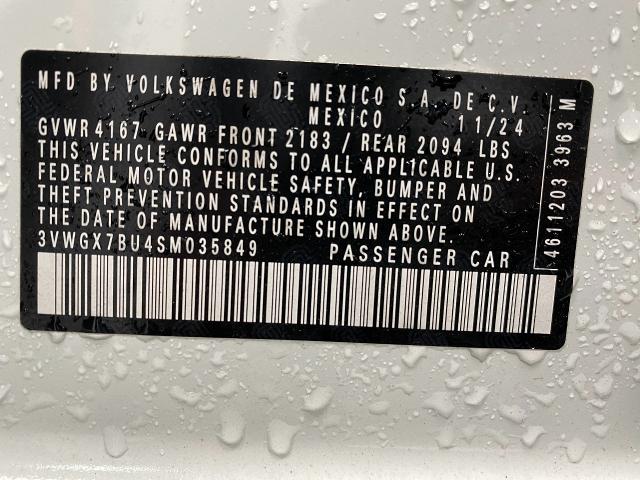 MFD BY VOLKSWAGEN DE MEXICO S.A. DE C.V.
MEXICO 11/24
GVWR 4167 GAWR FRONT 2183 / REAR 2094 LBS
THIS VEHICLE CONFORMS TO ALL APPLICABLE U.S.
FEDERAL MOTOR VEHICLE SAFETY, BUMPER AND
THEFT PREVENTION STANDARDS IN EFFECT ON
THE DATE OF MANUFACTURE SHOWN ABOVE.
3VWGX7BU4SM035849 PASSENGER CAR
4611203 3963 M